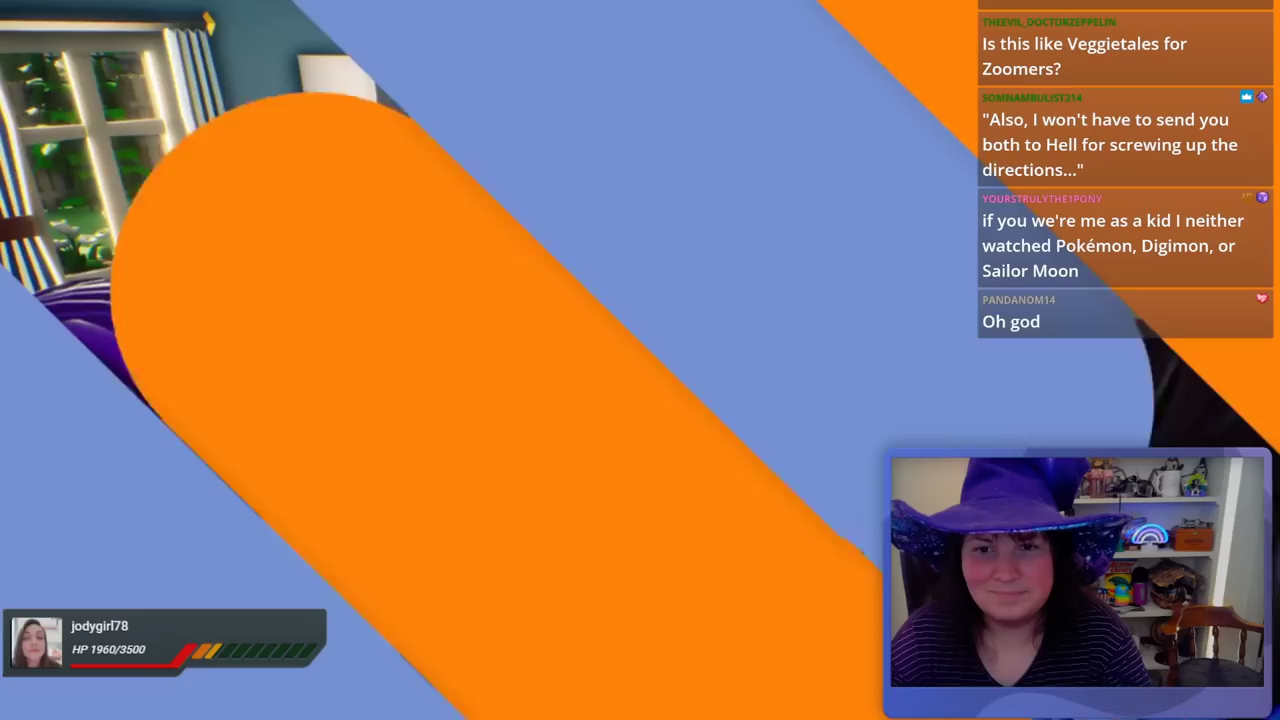 THEEVIL_DOCTORZEPPELIN
Is this like Veggietales for
Zoomers?
SOMNAMBULIST314
"Also, I won't have to send you
both to Hell for screwing up the
directions..."
YOURSTRULYTHE1PONY
if you we're me as a kid I neither
watched Pokémon, Digimon, or
Sailor Moon
PANDANOM14
Oh god
jodygirl78
HP 1960/3500